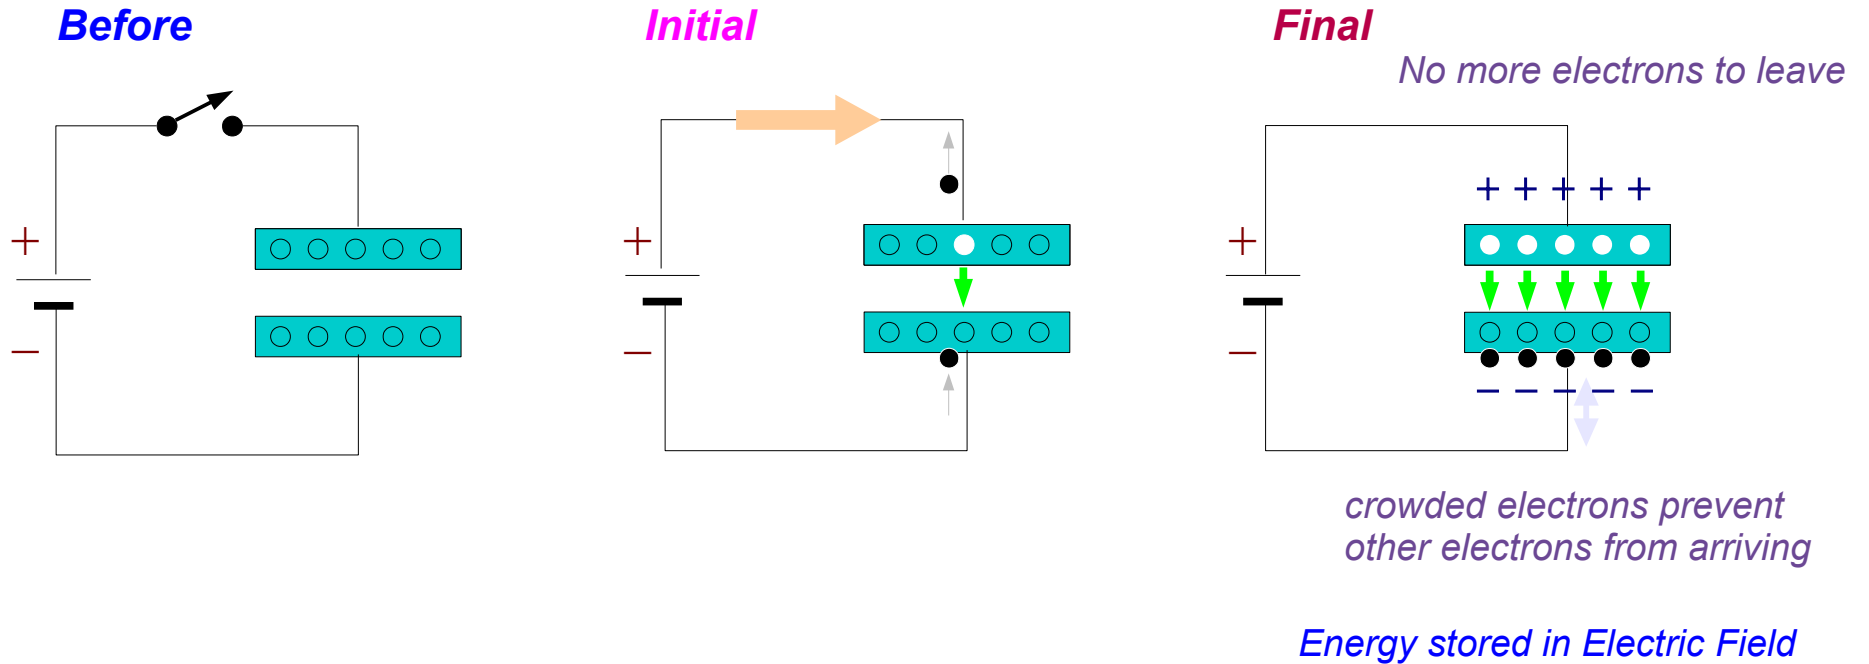 Before
Initial
Final
No more electrons to leave
+ + + + +
+
+
+
−
−
−
− − − − −
crowded electrons prevent
other electrons from arriving
Energy stored in Electric Field